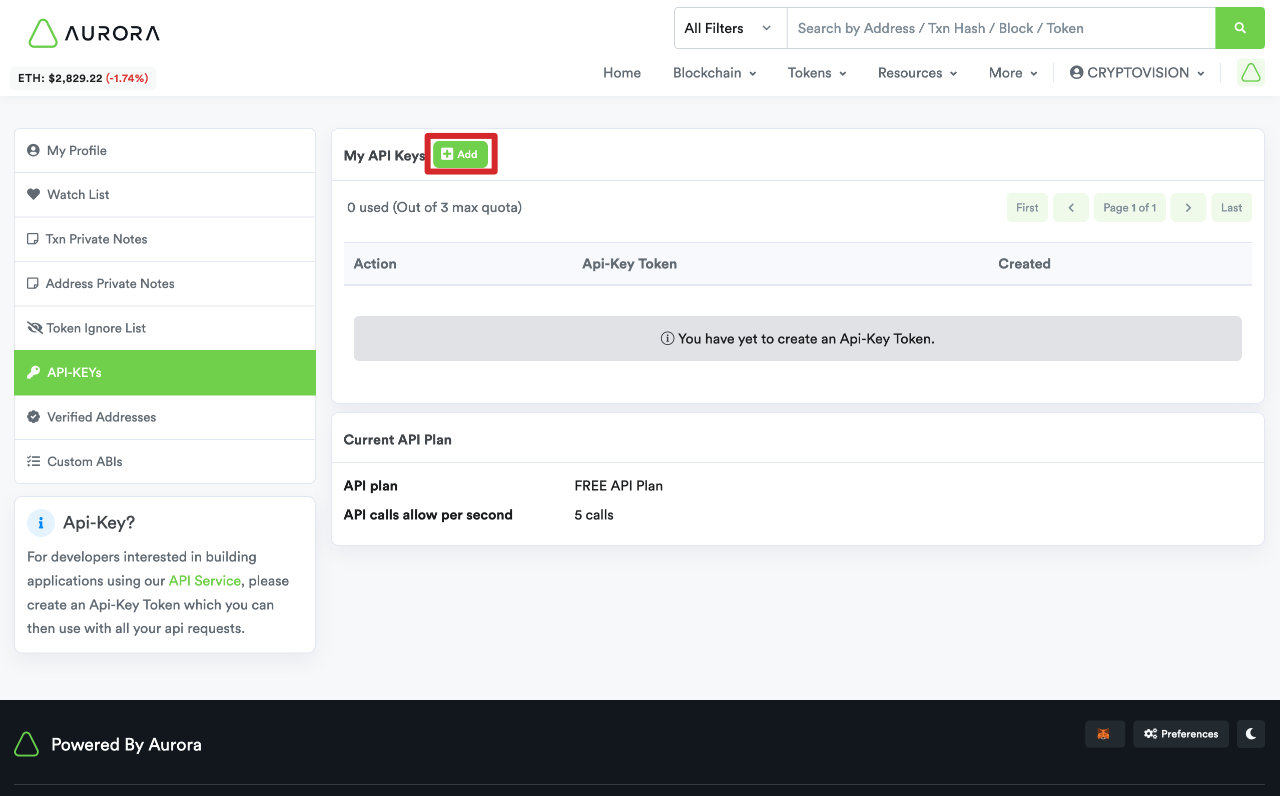 AURORA
All Filters
Search by Address / Txn Hash / Block / Token
ETH: $2,829.22 (-1.74%)
Home
Blockchain
Tokens
Resources
More
CRYPTOVISION
My Profile
Watch List
Txn Private Notes
Address Private Notes
Token Ignore List
API-KEYs
Verified Addresses
Custom ABIs
Api-Key?
For developers interested in building
applications using our API Service, please
create an Api-Key Token which you can
then use with all your api requests.
My API Keys
Add
0 used (Out of 3 max quota)
First
Page 1 of 1
Last
Action
Api-Key Token
Created
You have yet to create an Api-Key Token.
Current API Plan
API plan
FREE API Plan
API calls allow per second
5 calls
Powered By Aurora
Preferences